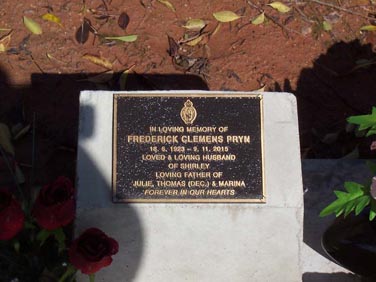 IN LOVING MEMORY OF
FREDERICK CLEMENS PRYN
18. 6. 1923 – 9. 11. 2015
LOVED & LOVING HUSBAND
OF SHIRLEY
LOVING FATHER OF
JULIE, THOMAS (DEC.) & MARINA
FOREVER IN OUR HEARTS